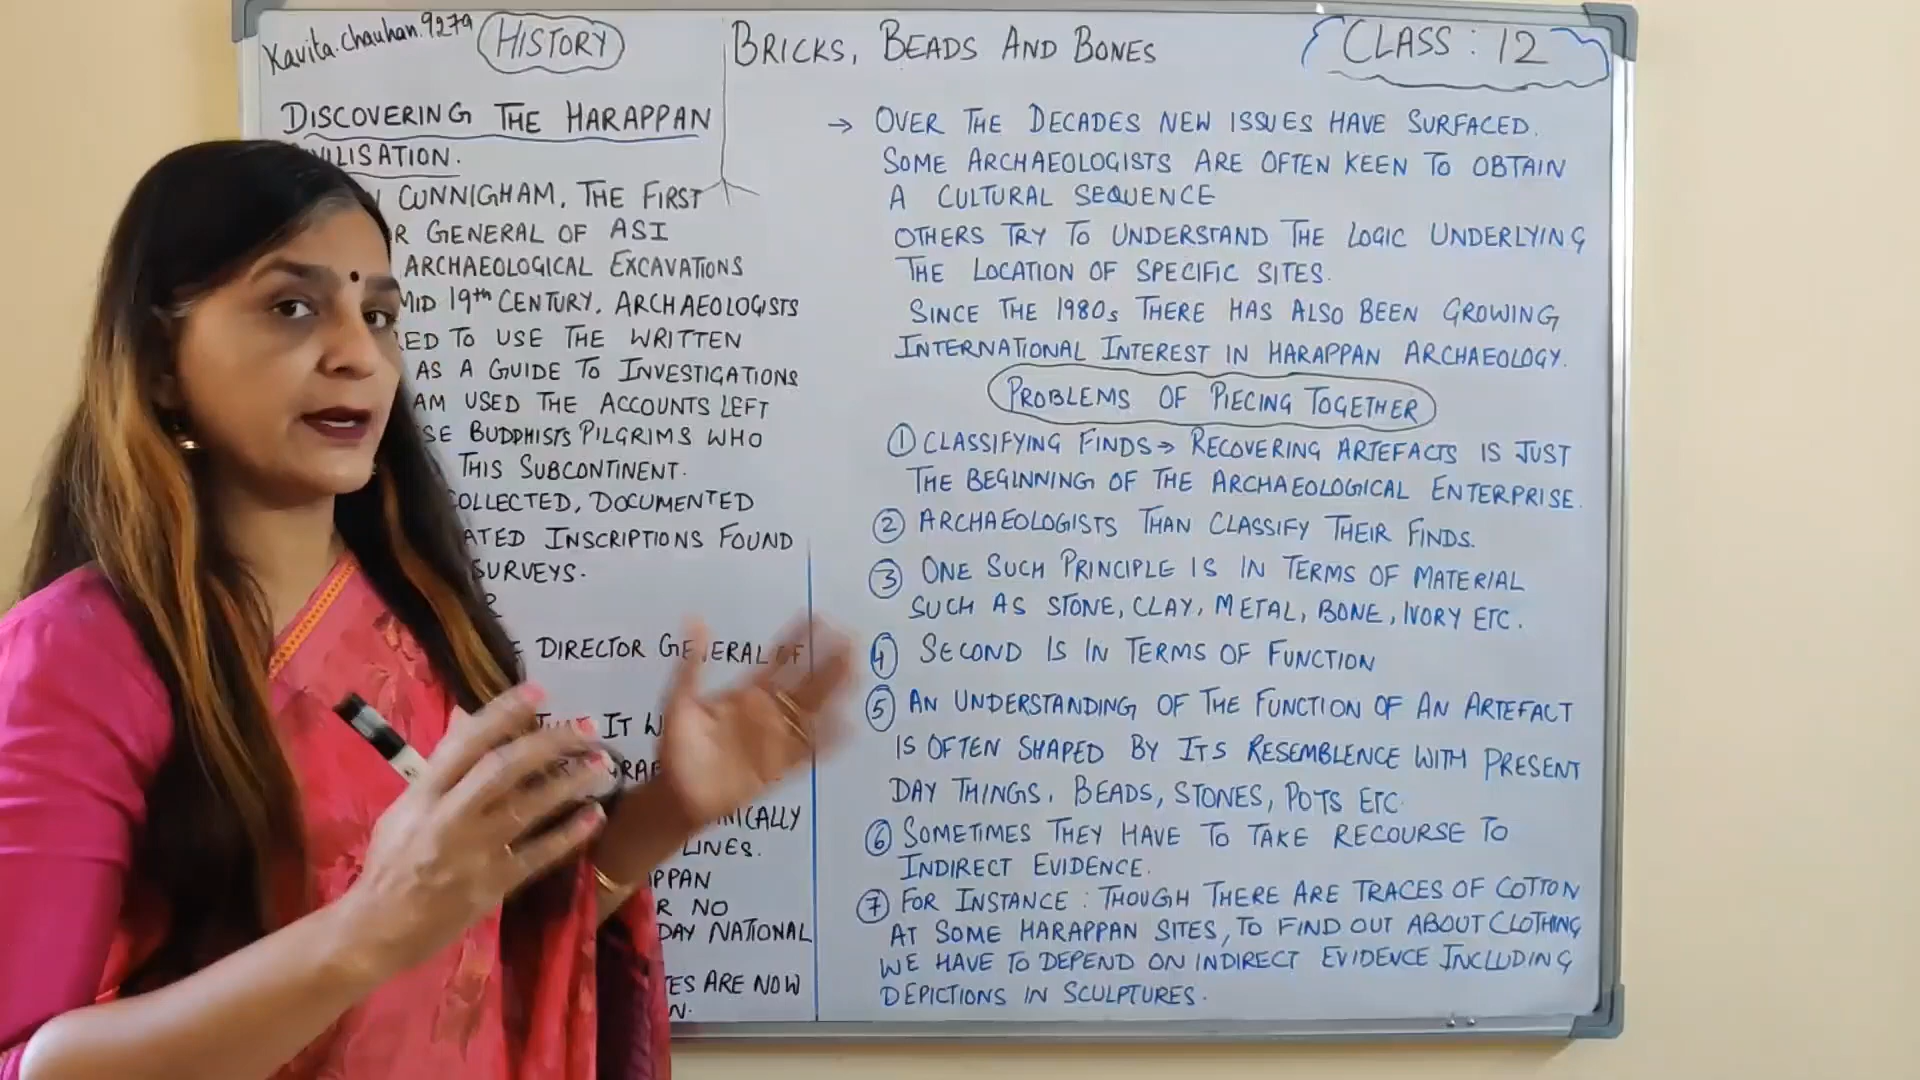 Kavita.chauhan.9279
HISTORY
BRICKS, BEADS AND BONES
CLASS : 12
DISCOVERING THE HARAPPAN
VILISATION.
CUNNIGHAM, THE FIRST
R GENERAL OF ASI
ARCHAEOLOGICAL EXCAVATIONS
MID 19th CENTURY. ARCHAEOLOGISTS
ED TO USE THE WRITTEN
AS A GUIDE TO INVESTIGATIONS
AM USED THE ACCOUNTS LEFT
SE BUDDHISTS PILGRIMS WHO
THIS SUBCONTINENT.
COLLECTED, DOCUMENTED
ATED INSCRIPTIONS FOUND
SURVEYS.
R
DIRECTOR GENERAL OF
IT
NICALLY
LINES.
PPAN
R NO
DAY NATIONAL
ES ARE NOW
N.
→ OVER THE DECADES NEW ISSUES HAVE SURFACED.
SOME ARCHAEOLOGISTS ARE OFTEN KEEN TO OBTAIN
A CULTURAL SEQUENCE
OTHERS TRY TO UNDERSTAND THE LOGIC UNDERLYING
THE LOCATION OF SPECIFIC SITES.
SINCE THE 1980s THERE HAS ALSO BEEN GROWING
INTERNATIONAL INTEREST IN HARAPPAN ARCHAEOLOGY.
PROBLEMS OF PIECING TOGETHER
① CLASSIFYING FINDS → RECOVERING ARTEFACTS IS JUST
THE BEGINNING OF THE ARCHAEOLOGICAL ENTERPRISE.
② ARCHAEOLOGISTS THAN CLASSIFY THEIR FINDS.
③ ONE SUCH PRINCIPLE IS IN TERMS OF MATERIAL
SUCH AS STONE, CLAY, METAL, BONE, IVORY ETC.
④ SECOND IS IN TERMS OF FUNCTION
⑤ AN UNDERSTANDING OF THE FUNCTION OF AN ARTEFACT
IS OFTEN SHAPED BY ITS RESEMBLENCE WITH PRESENT
DAY THINGS. BEADS, STONES, POTS ETC.
⑥ SOMETIMES THEY HAVE TO TAKE RECOURSE TO
INDIRECT EVIDENCE.
⑦ FOR INSTANCE : THOUGH THERE ARE TRACES OF COTTON
AT SOME HARAPPAN SITES, TO FIND OUT ABOUT CLOTHING
WE HAVE TO DEPEND ON INDIRECT EVIDENCE INCLUDING
DEPICTIONS IN SCULPTURES.